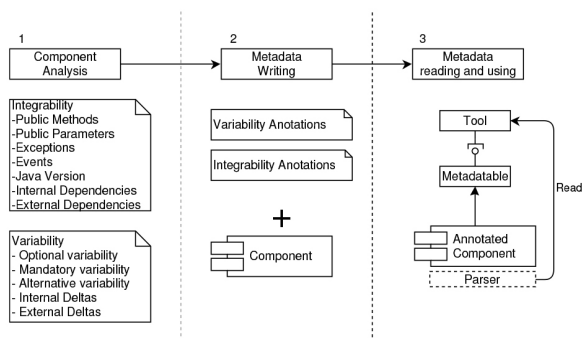 1
Component
Analysis
Integrability
-Public Methods
-Public Parameters
-Exceptions
-Events
-Java Version
-Internal Dependencies
-External Dependencies
Variability
- Optional variability
- Mandatory variability
- Alternative variability
- Internal Deltas
- External Deltas
2
Metadata
Writing
Variability Anotations
Integrability Anotations
+
Component
3
Metadata
reading and using
Tool
Metadatable
Read
Annotated
Component
Parser